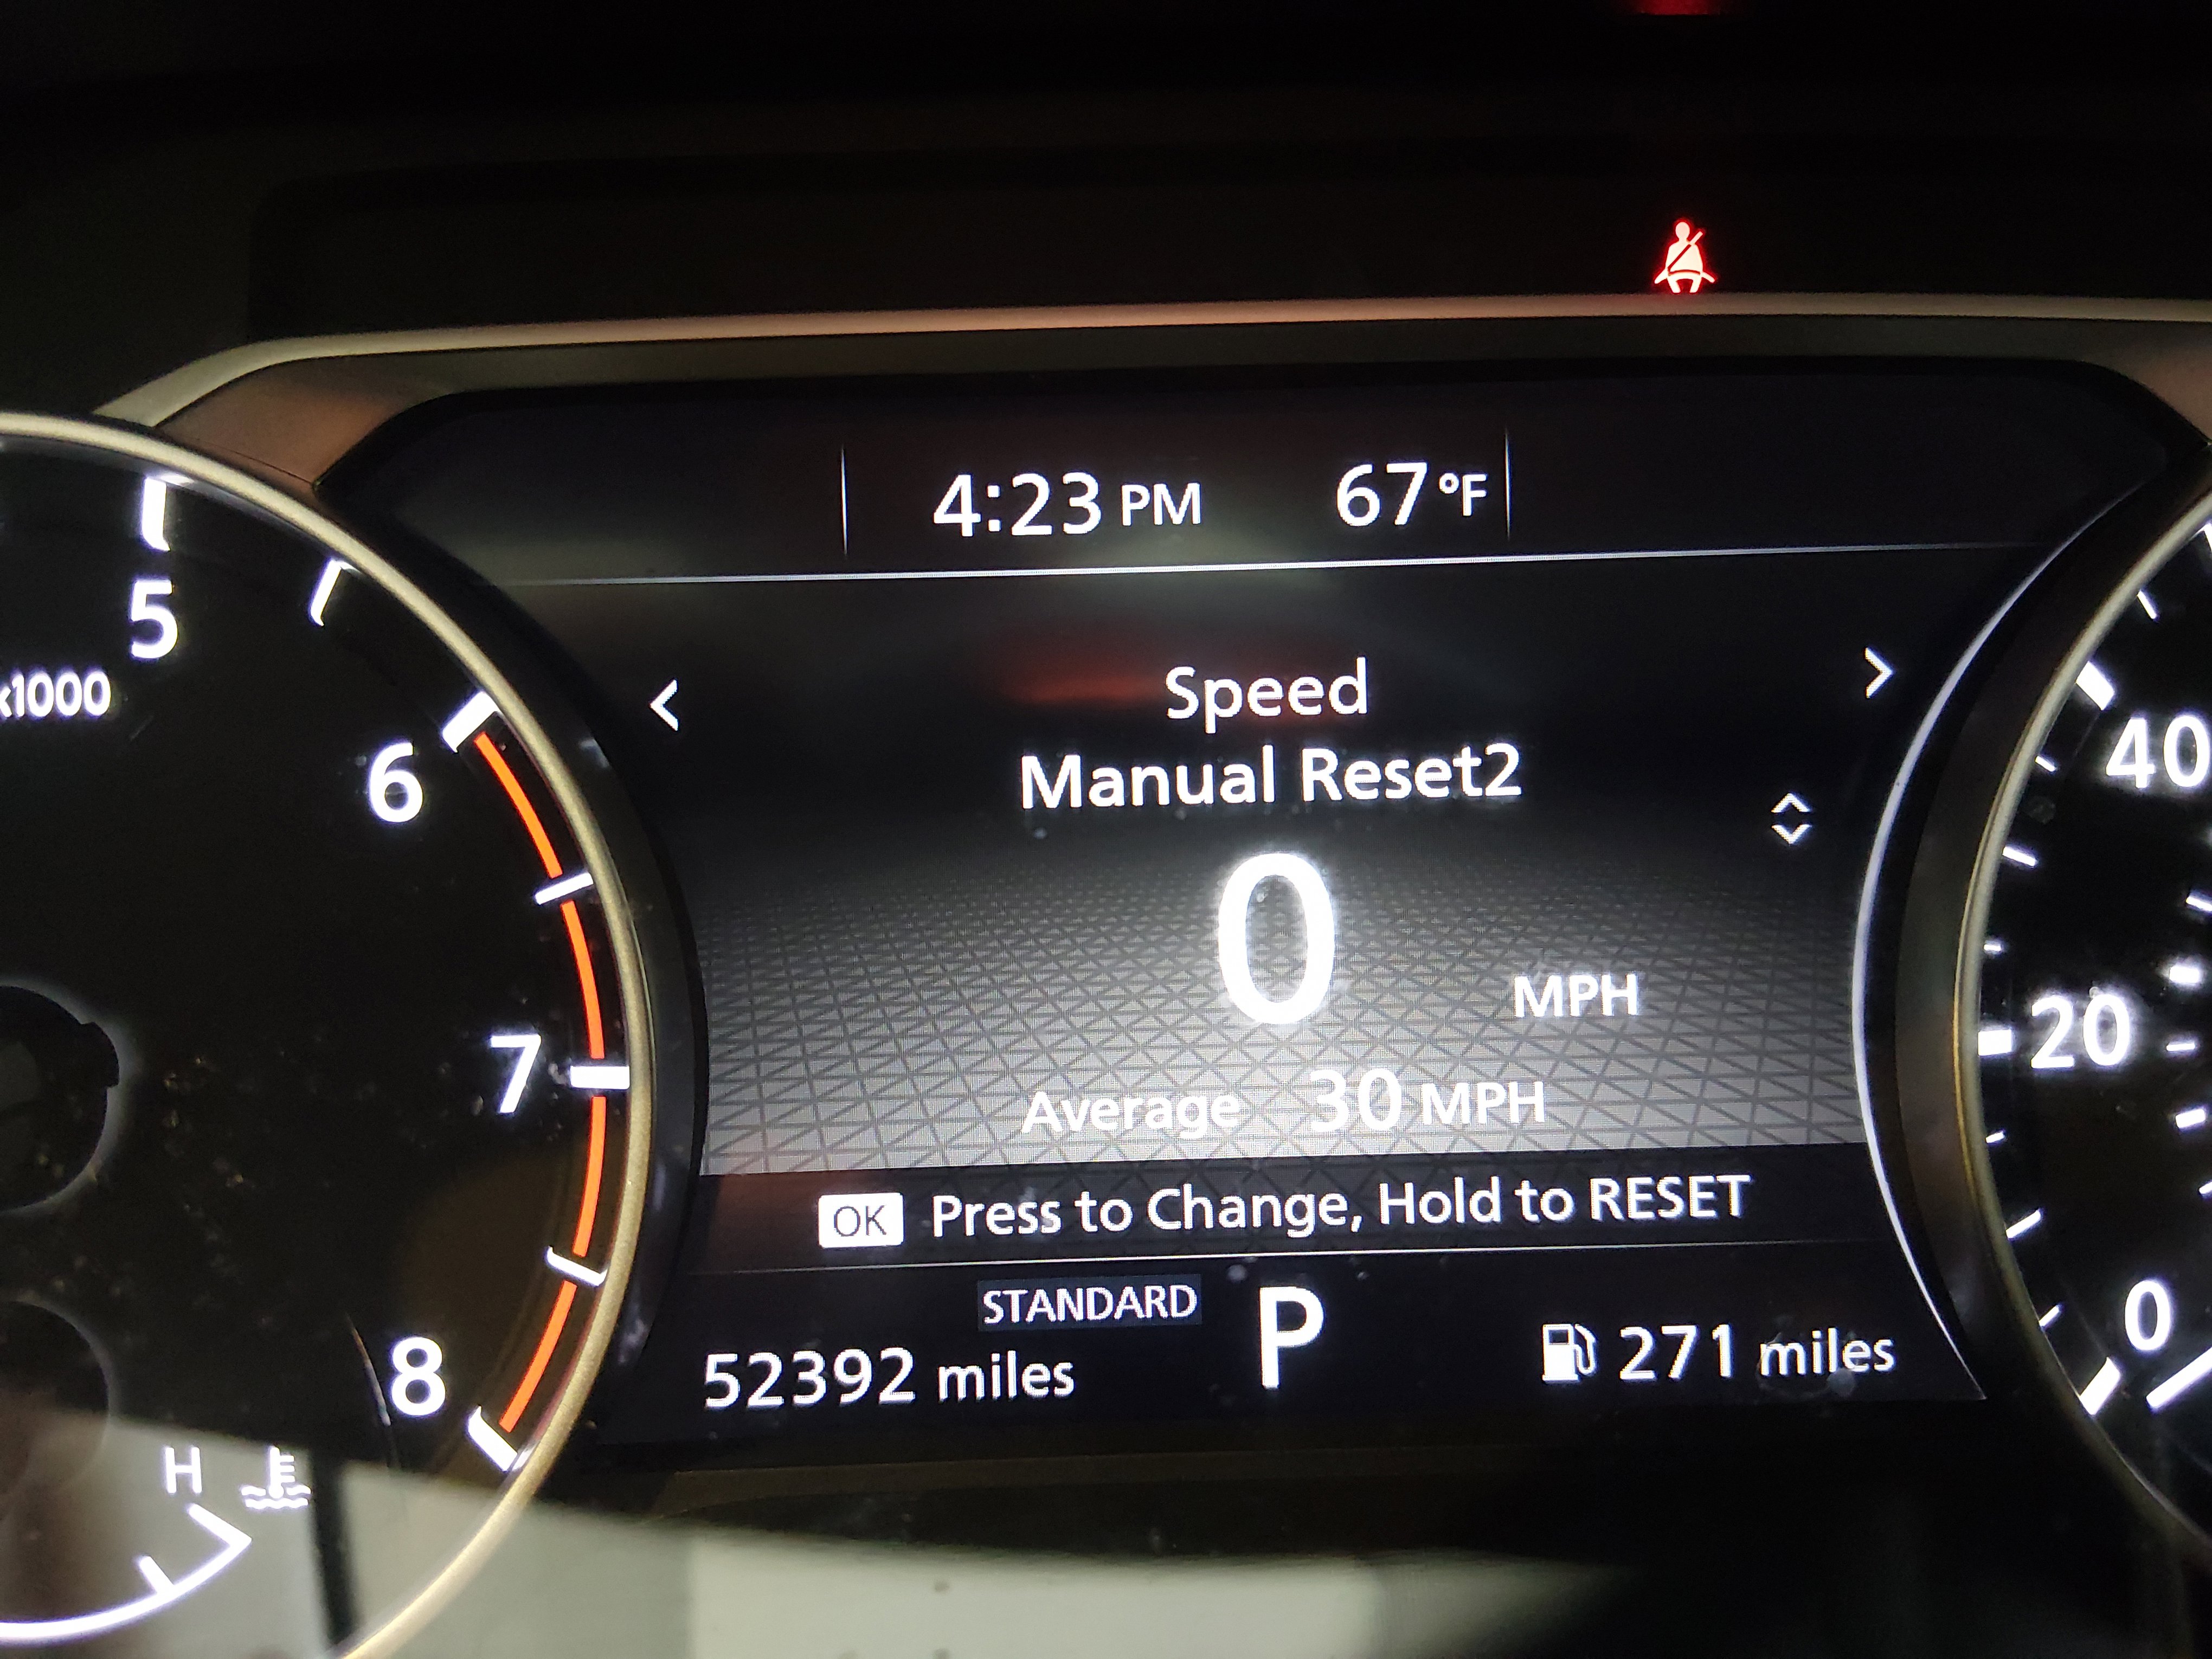 4:23 PM 67 °F
5
x1000
6
7
8
H
< Speed >
Manual Reset2
0 MPH
Average 30 MPH
OK Press to Change, Hold to RESET
STANDARD P
52392 miles 271 miles
40
20
0